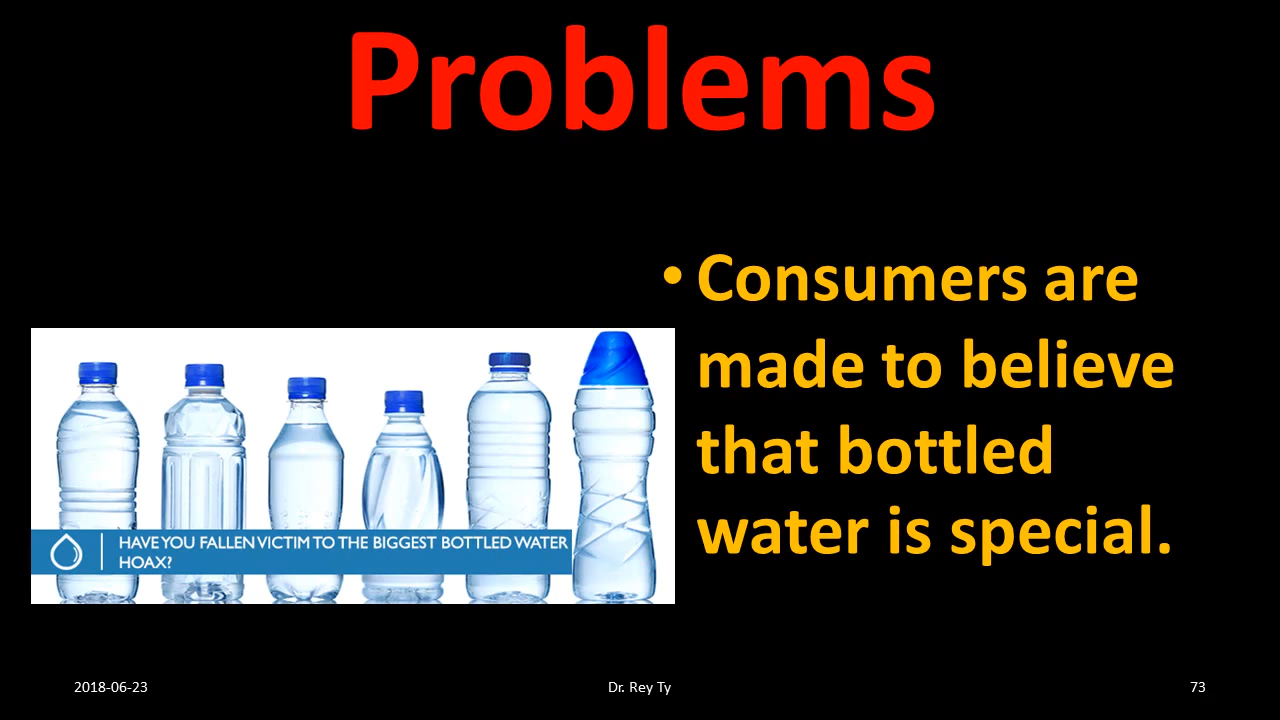 Problems
• Consumers are
made to believe
that bottled
water is special.
HAVE YOU FALLEN VICTIM TO THE BIGGEST BOTTLED WATER
HOAX?
2018-06-23
Dr. Rey Ty
73